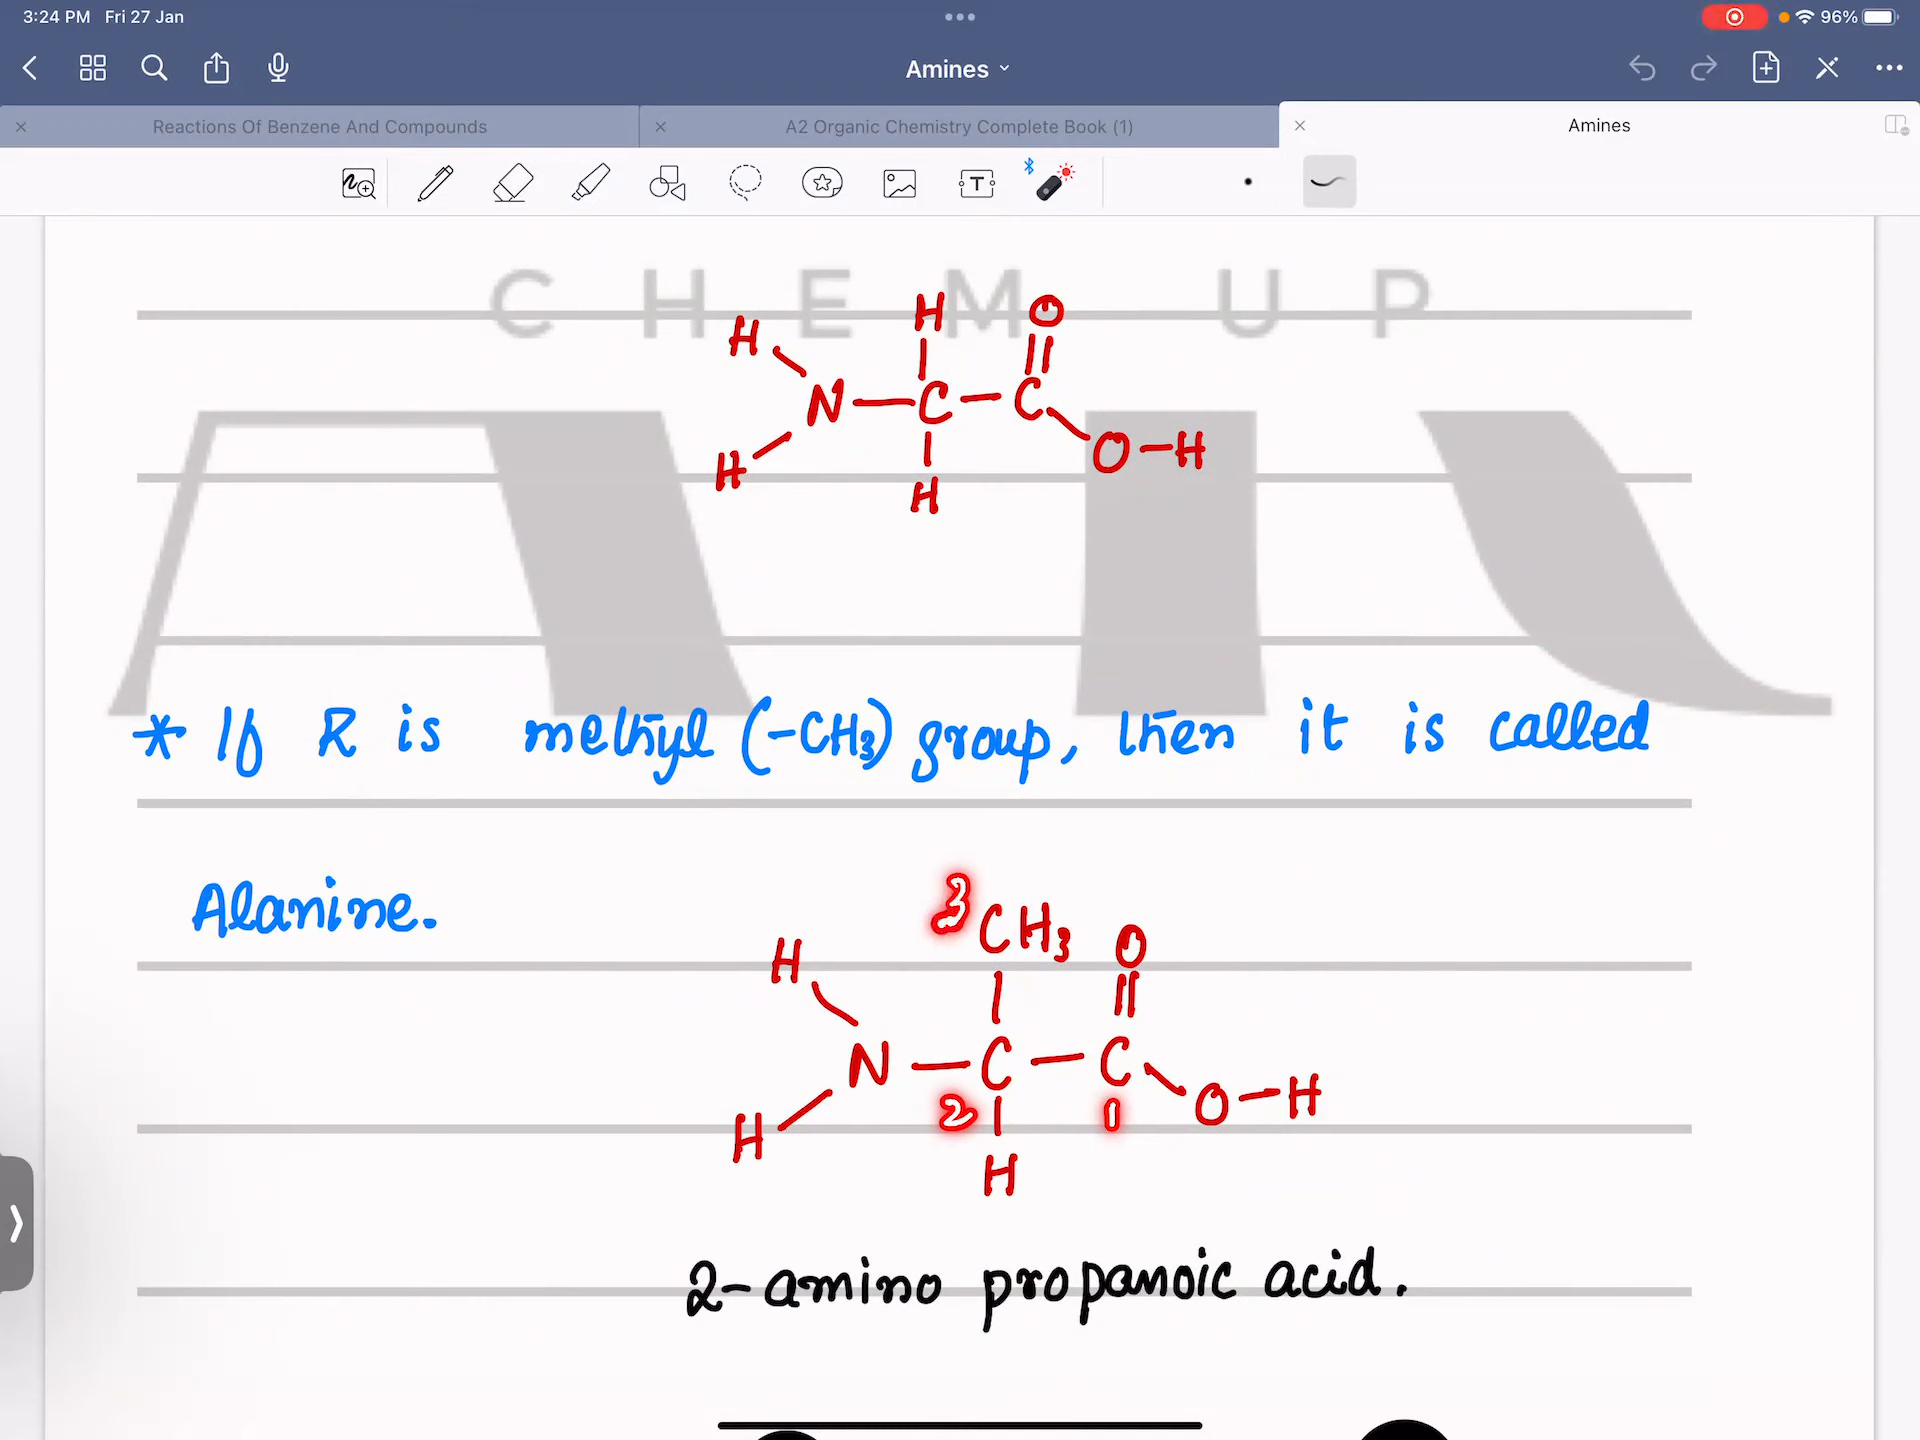 3:24 PM Fri 27 Jan
96%
Amines
Reactions Of Benzene And Compounds
A2 Organic Chemistry Complete Book (1)
Amines
T
CHEM UP
H H O
N C C
H H O-H
* If R is methyl (-CH3) group, then it is called
Alanine.
3 CH3 O
H
N C C
2 1 O-H
H H
2-amino propanoic acid.